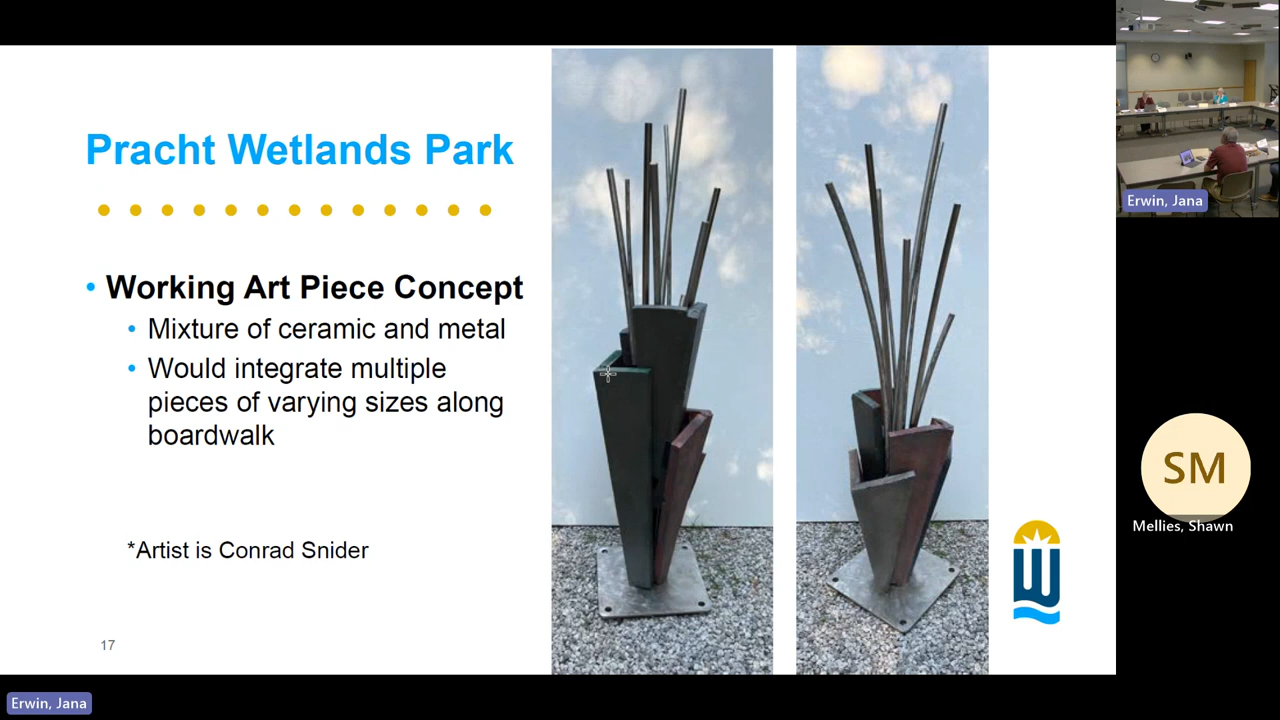 Pracht Wetlands Park
• Working Art Piece Concept
• Mixture of ceramic and metal
• Would integrate multiple
pieces of varying sizes along
boardwalk
*Artist is Conrad Snider
17
W
Erwin, Jana
SM
Mellies, Shawn
Erwin, Jana